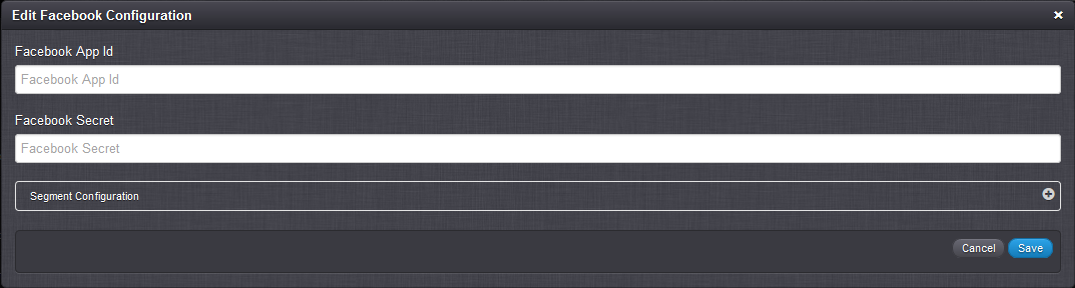 Edit Facebook Configuration
Facebook App Id
Facebook App Id
Facebook Secret
Facebook Secret
Segment Configuration
Cancel Save